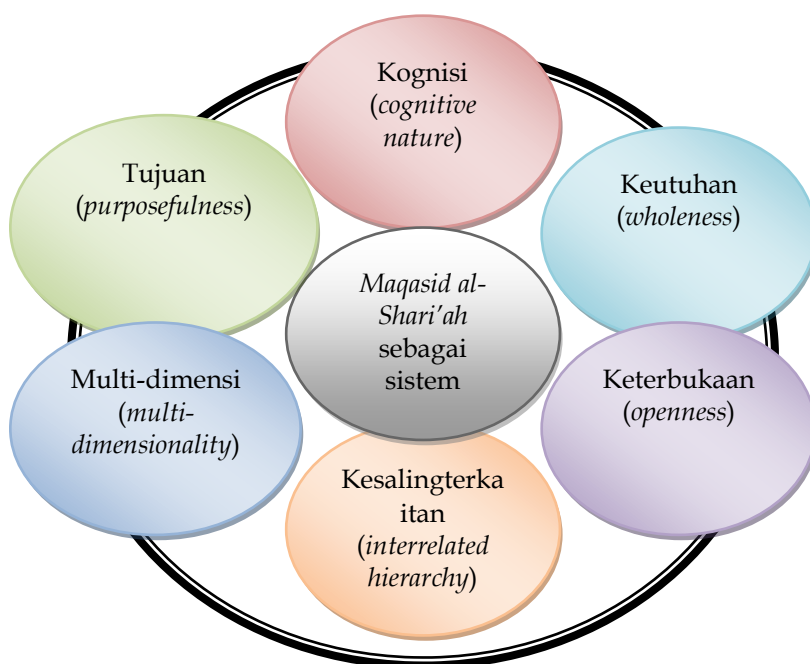 Kognisi
(cognitive
nature)
Tujuan
(purposefulness)
Keutuhan
(wholeness)
Maqasid al-
Shari'ah
sebagai
sistem
Multi-dimensi
(multi-
dimensionality)
Keterbukaan
(openness)
Kesalingterka
itan
(interrelated
hierarchy)